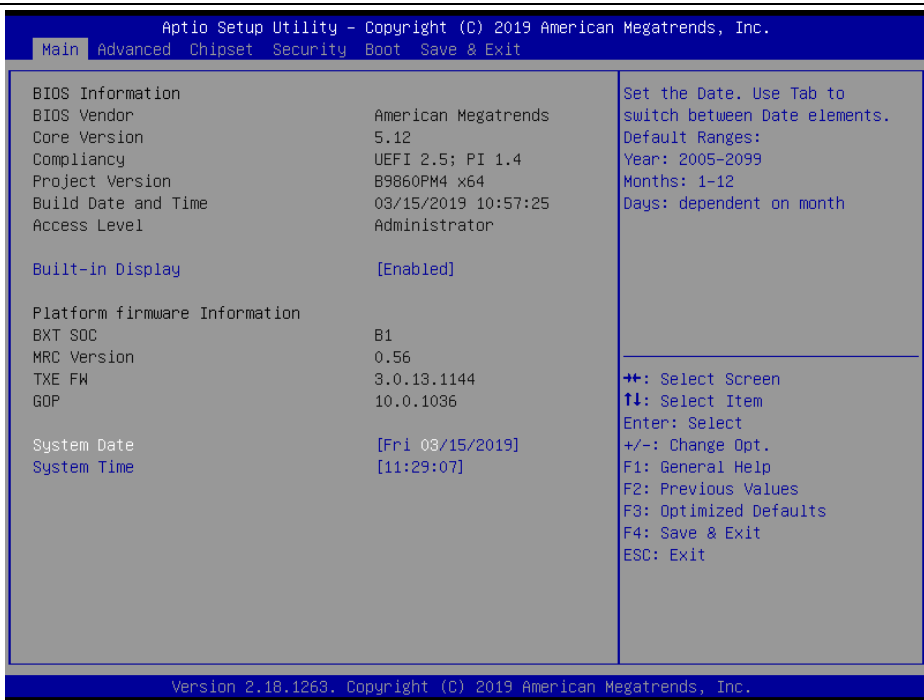 Aptio Setup Utility – Copyright (C) 2019 American Megatrends, Inc.
Main Advanced Chipset Security Boot Save & Exit
BIOS Information
BIOS Vendor American Megatrends
Core Version 5.12
Compliancy UEFI 2.5; PI 1.4
Project Version B9860PM4 x64
Build Date and Time 03/15/2019 10:57:25
Access Level Administrator
Built-in Display [Enabled]
Platform firmware Information
BXT SOC B1
MRC Version 0.56
TXE FW 3.0.13.1144
GOP 10.0.1036
System Date [Fri 03/15/2019]
System Time [11:29:07]
Set the Date. Use Tab to
switch between Date elements.
Default Ranges:
Year: 2005-2099
Months: 1-12
Days: dependent on month
→←: Select Screen
↑↓: Select Item
Enter: Select
+/-: Change Opt.
F1: General Help
F2: Previous Values
F3: Optimized Defaults
F4: Save & Exit
ESC: Exit
Version 2.18.1263. Copyright (C) 2019 American Megatrends, Inc.